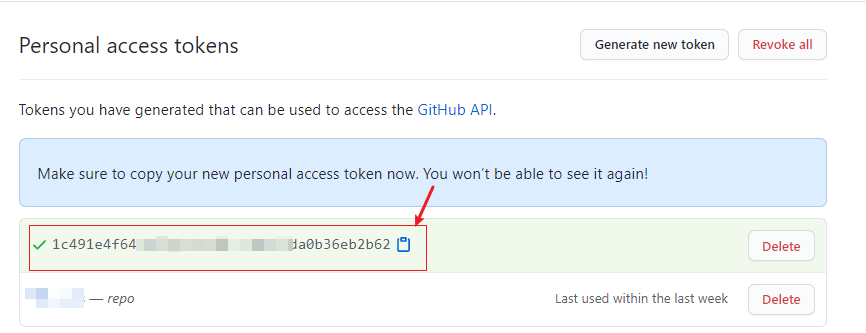 Personal access tokens
Generate new token
Revoke all
Tokens you have generated that can be used to access the GitHub API.
Make sure to copy your new personal access token now. You won't be able to see it again!
1c491e4f64 da0b36eb2b62
Delete
— repo
Last used within the last week
Delete